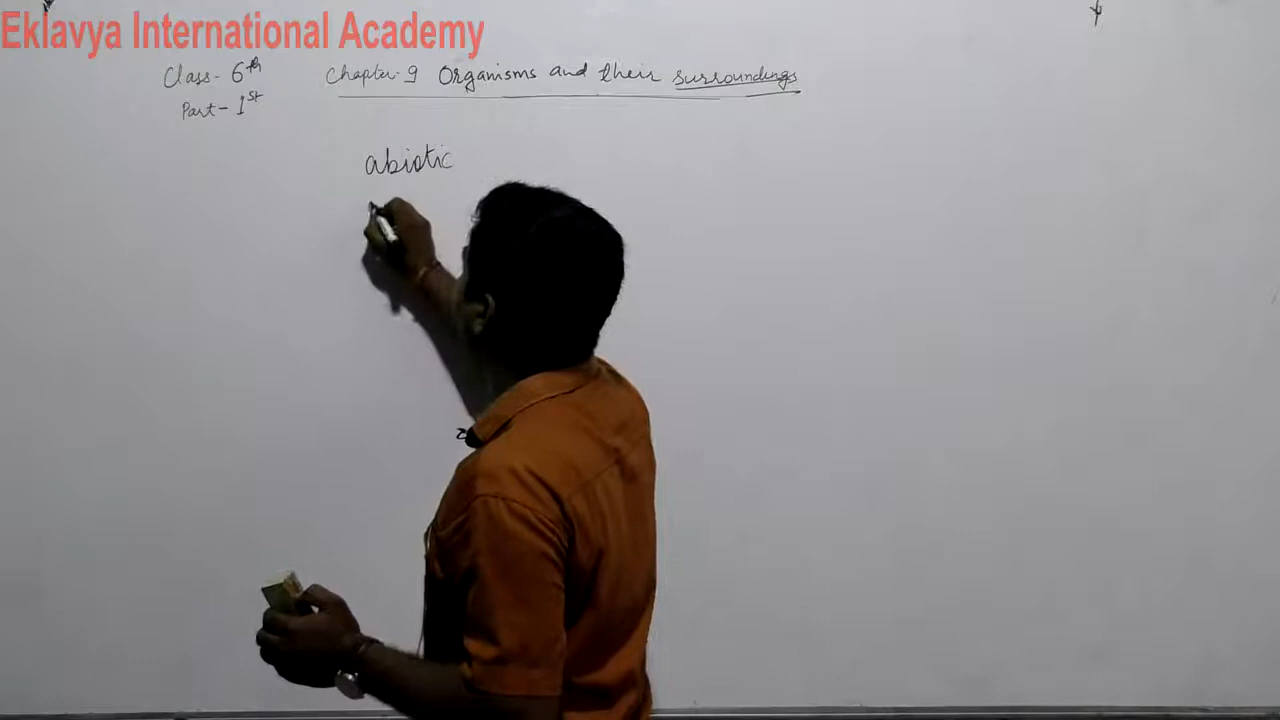 Eklavya International Academy
Class- 6th Chapter-9 Organisms and their surroundings
Part- 1st
abiotic